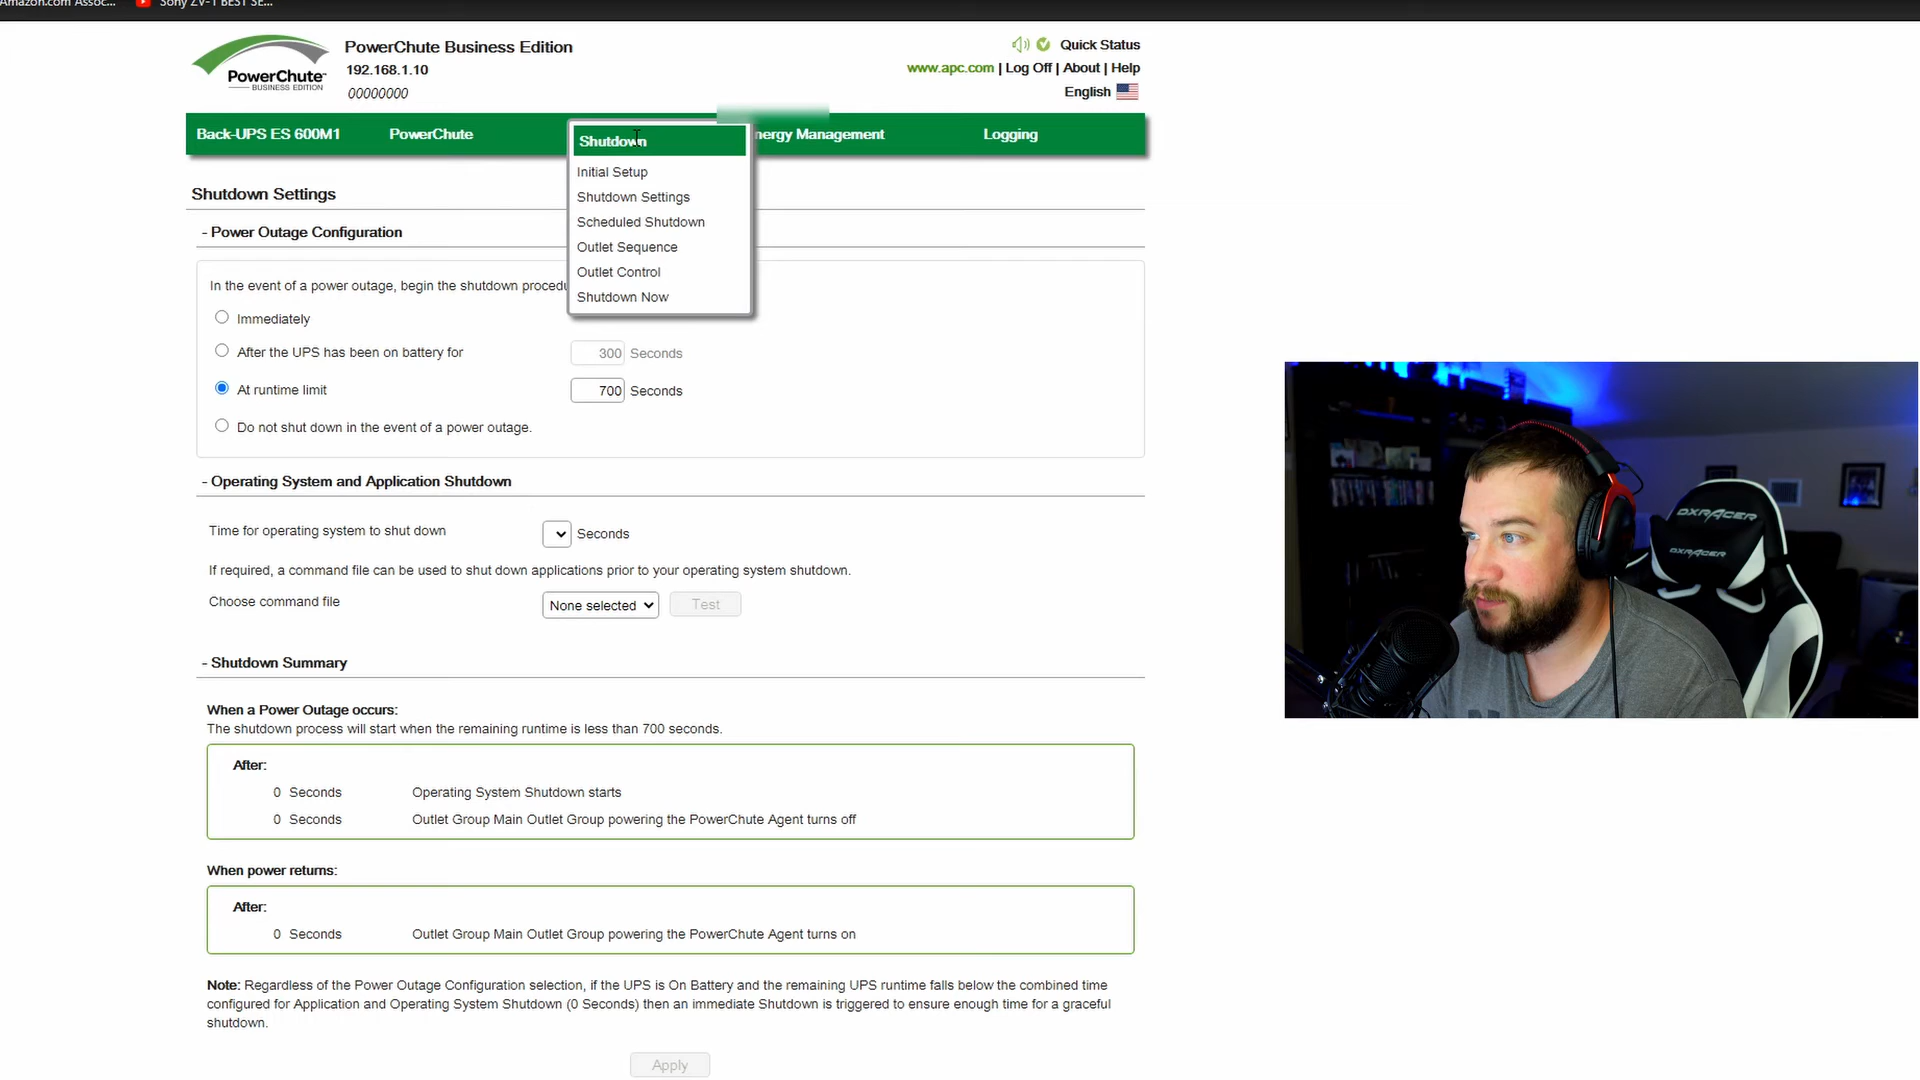 Amazon.com Assoc...
Sony ZV-1 BEST SE...
PowerChute Business Edition
192.168.1.10
00000000
PowerChute™
BUSINESS EDITION
Quick Status
www.apc.com | Log Off | About | Help
English
Back-UPS ES 600M1
PowerChute
Shutdown
nergy Management
Logging
Initial Setup
Shutdown Settings
Scheduled Shutdown
Outlet Sequence
Outlet Control
Shutdown Now
Shutdown Settings
- Power Outage Configuration
In the event of a power outage, begin the shutdown procedu
Immediately
After the UPS has been on battery for 300 Seconds
At runtime limit 700 Seconds
Do not shut down in the event of a power outage.
- Operating System and Application Shutdown
Time for operating system to shut down Seconds
If required, a command file can be used to shut down applications prior to your operating system shutdown.
Choose command file None selected Test
- Shutdown Summary
When a Power Outage occurs:
The shutdown process will start when the remaining runtime is less than 700 seconds.
After:
0 Seconds Operating System Shutdown starts
0 Seconds Outlet Group Main Outlet Group powering the PowerChute Agent turns off
When power returns:
After:
0 Seconds Outlet Group Main Outlet Group powering the PowerChute Agent turns on
Note: Regardless of the Power Outage Configuration selection, if the UPS is On Battery and the remaining UPS runtime falls below the combined time
configured for Application and Operating System Shutdown (0 Seconds) then an immediate Shutdown is triggered to ensure enough time for a graceful
shutdown.
Apply
DXRACER
DXRACER